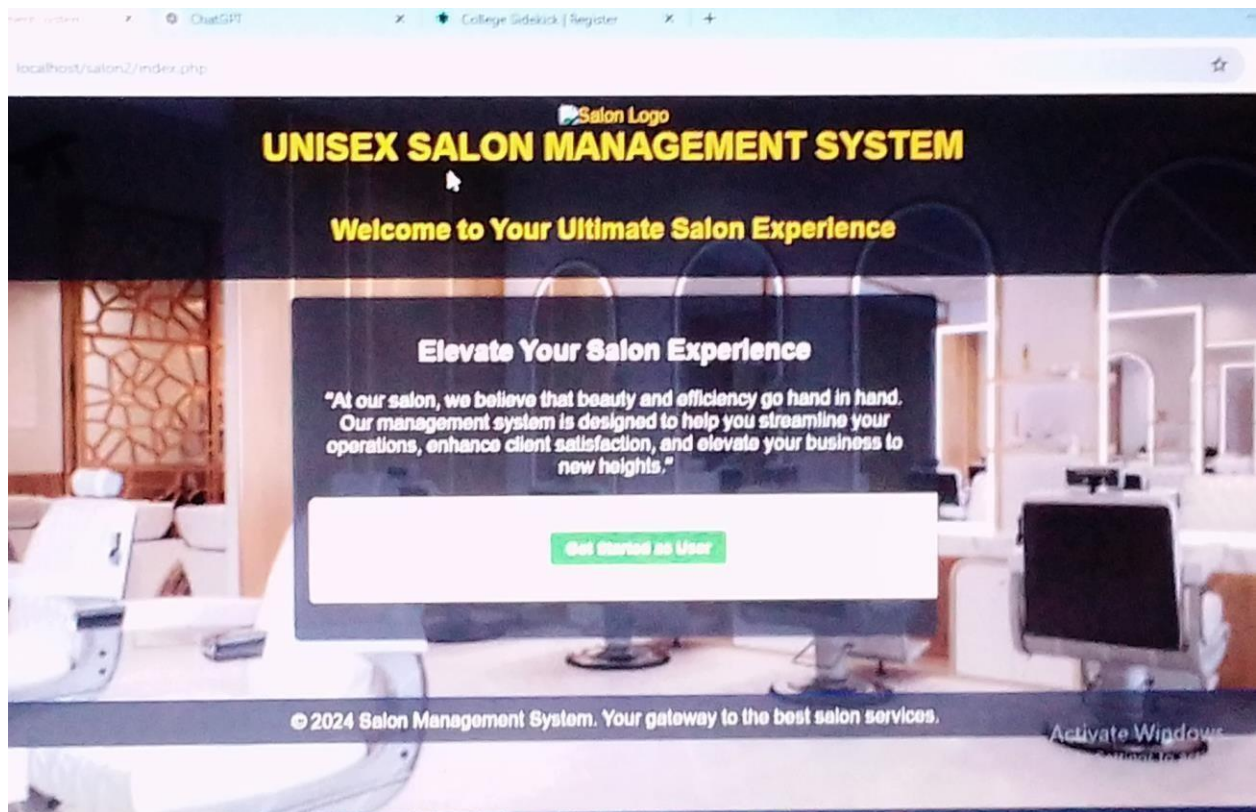 ChatGPT
College Sidekick | Register
localhost/salon2/index.php
Salon Logo
UNISEX SALON MANAGEMENT SYSTEM
Welcome to Your Ultimate Salon Experience
Elevate Your Salon Experience
“At our salon, we believe that beauty and efficiency go hand in hand.
Our management system is designed to help you streamline your
operations, enhance client satisfaction, and elevate your business to
new heights.”
Get Started as User
© 2024 Salon Management System. Your gateway to the best salon services.
Activate Windows